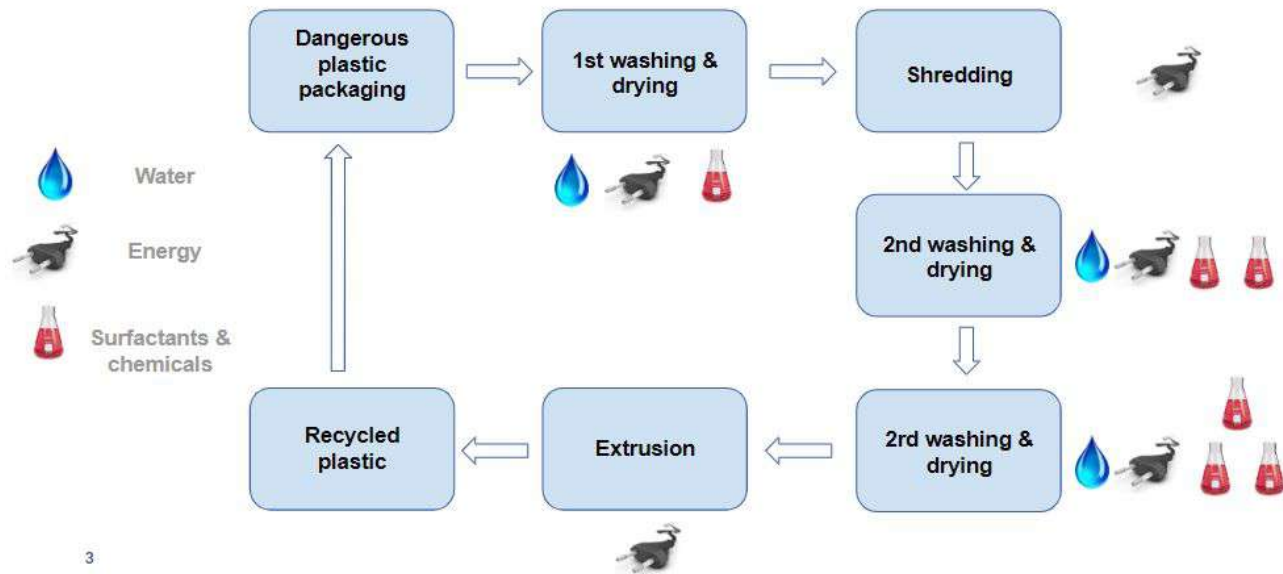 Dangerous
plastic
packaging
1st washing &
drying
Shredding
Water
Energy
Surfactants &
chemicals
2nd washing &
drying
2rd washing &
drying
Extrusion
Recycled
plastic
3